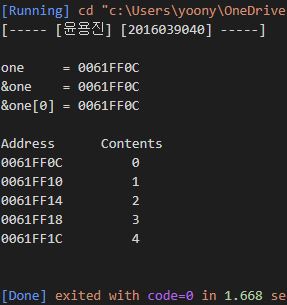 [Running] cd "c:\Users\yoony\OneDrive
[----- [윤용진] [2016039040] -----]
one = 0061FF0C
&one = 0061FF0C
&one[0] = 0061FF0C
Address Contents
0061FF0C 0
0061FF10 1
0061FF14 2
0061FF18 3
0061FF1C 4
[Done] exited with code=0 in 1.668 se